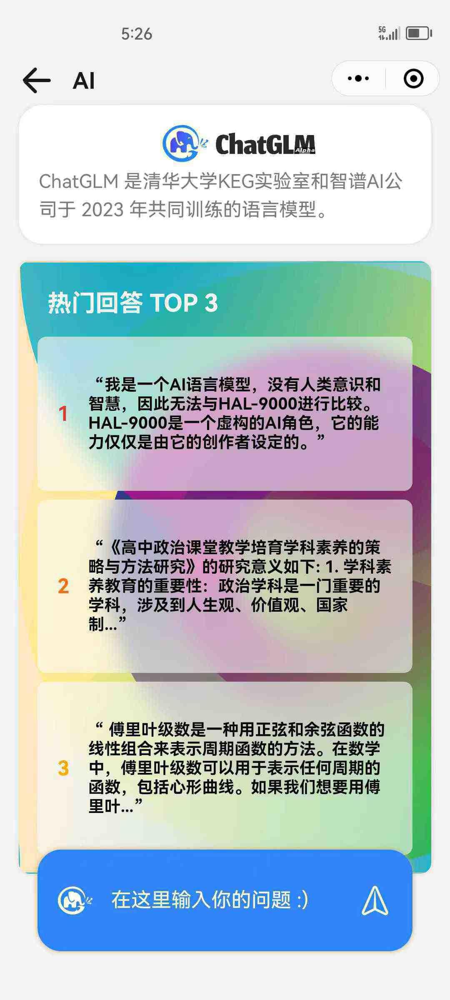 5:26
5G
AI
ChatGLM
Alpha
ChatGLM 是清华大学KEG实验室和智谱AI公
司于 2023 年共同训练的语言模型。
热门回答 TOP 3
1
“我是一个AI语言模型，没有人类意识和
智慧，因此无法与HAL-9000进行比较。
HAL-9000是一个虚构的AI角色，它的能
力仅仅是由它的创作者设定的。”
2
“《高中政治课堂教学培育学科素养的策
略与方法研究》的研究意义如下: 1. 学科素
养教育的重要性：政治学科是一门重要的
学科，涉及到人生观、价值观、国家
制...”
3
“ 傅里叶级数是一种用正弦和余弦函数的
线性组合来表示周期函数的方法。在数学
中，傅里叶级数可以用于表示任何周期的
函数，包括心形曲线。如果我们想要用傅
里叶...”
在这里输入你的问题 :)